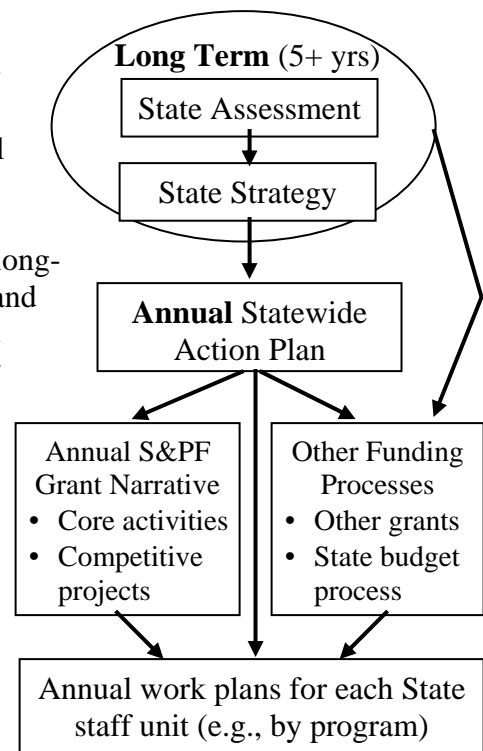 Long Term (5+ yrs)
State Assessment
State Strategy
long-
and
Annual Statewide
Action Plan
Annual S&PF
Grant Narrative
• Core activities
• Competitive
projects
Other Funding
Processes
• Other grants
• State budget
process
Annual work plans for each State
staff unit (e.g., by program)